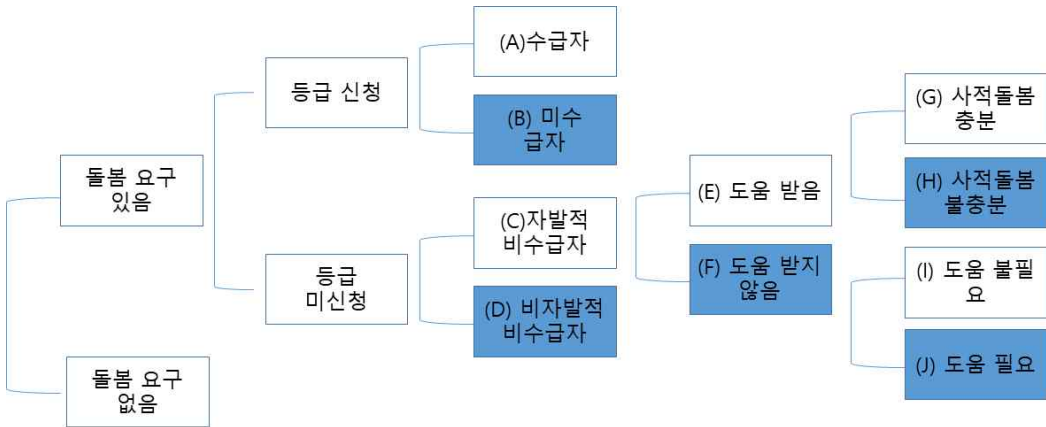 돌봄 요구
있음
돌봄 요구
없음
등급 신청
등급
미신청
(A)수급자
(B) 미수
급자
(C)자발적
비수급자
(D) 비자발적
비수급자
(E) 도움 받음
(F) 도움 받지
않음
(G) 사적돌봄
충분
(H) 사적돌봄
불충분
(I) 도움 불필
요
(J) 도움 필요